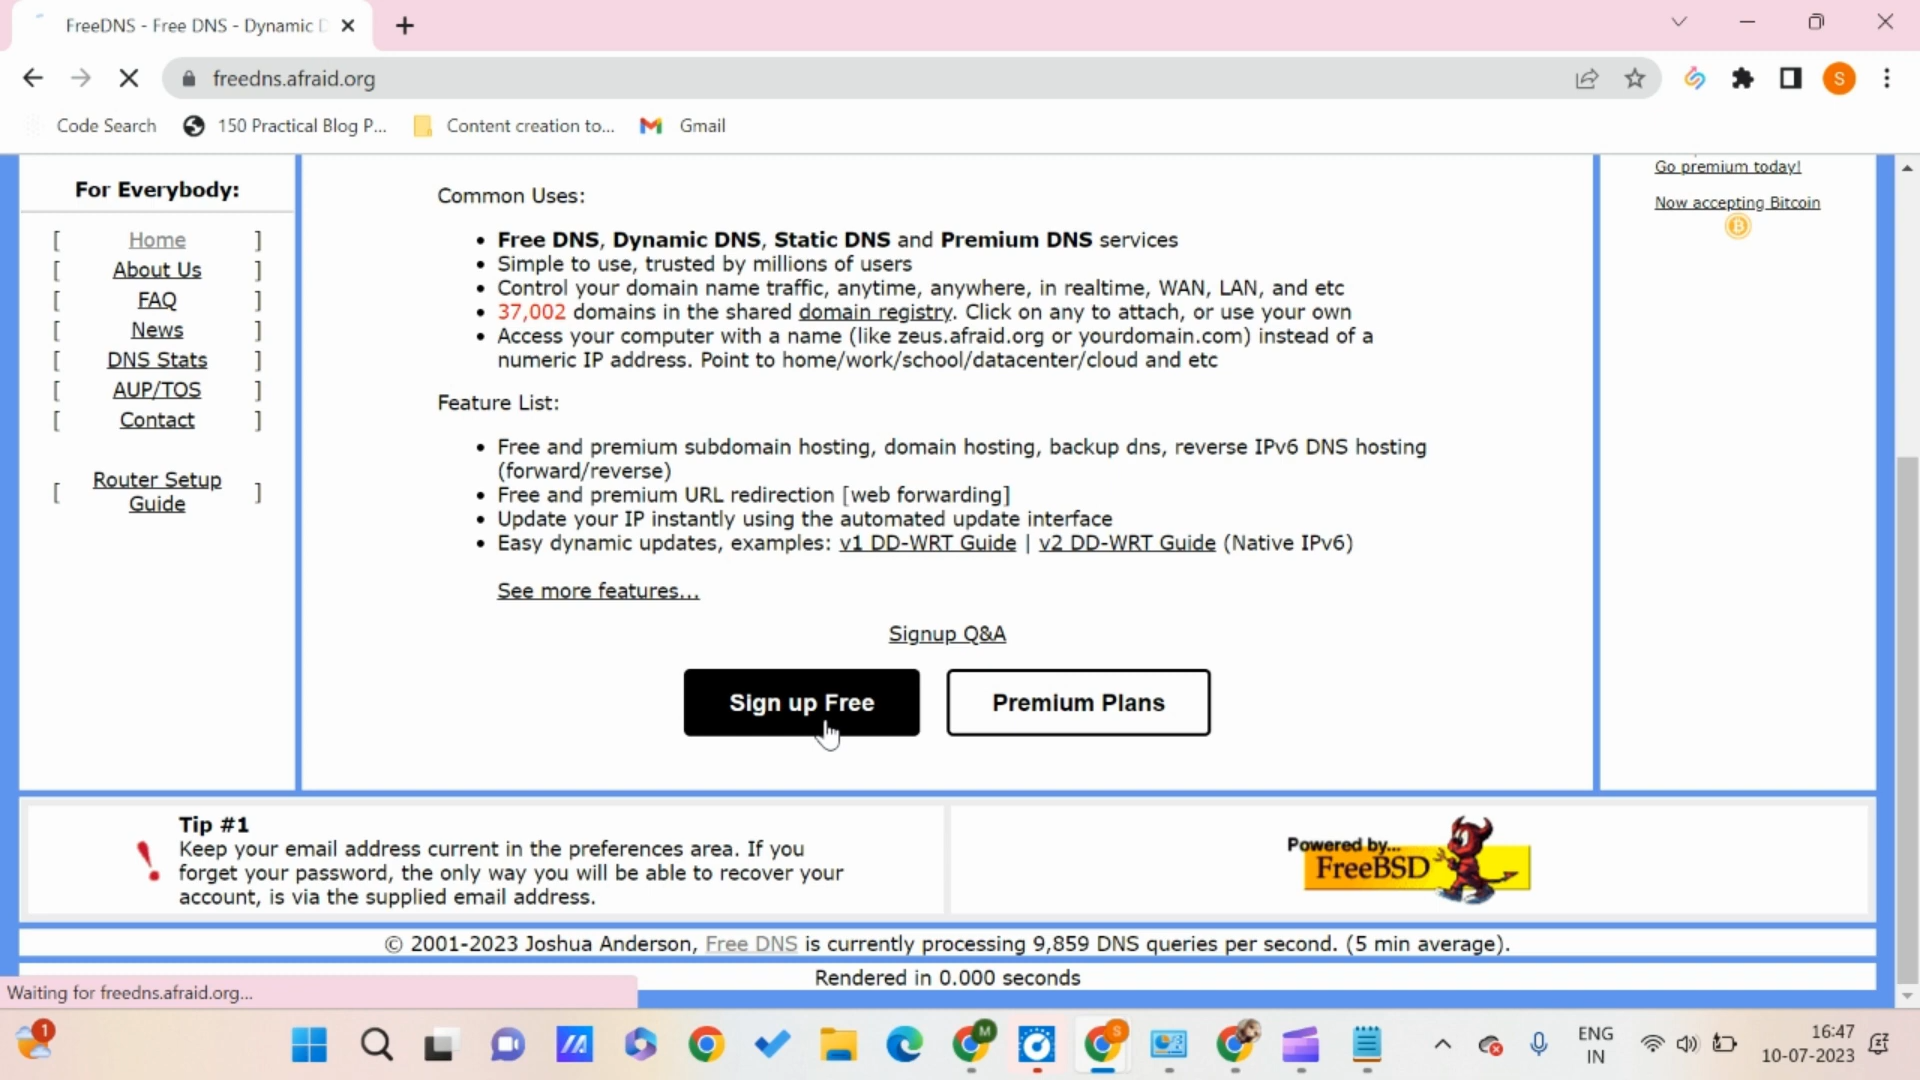 FreeDNS - Free DNS - Dynamic D
freedns.afraid.org
S
Code Search
150 Practical Blog P...
Content creation to...
Gmail
For Everybody:
[ Home ]
[ About Us ]
[ FAQ ]
[ News ]
[ DNS Stats ]
[ AUP/TOS ]
[ Contact ]
[ Router Setup Guide ]
Common Uses:
• Free DNS, Dynamic DNS, Static DNS and Premium DNS services
• Simple to use, trusted by millions of users
• Control your domain name traffic, anytime, anywhere, in realtime, WAN, LAN, and etc
• 37,002 domains in the shared domain registry. Click on any to attach, or use your own
• Access your computer with a name (like zeus.afraid.org or yourdomain.com) instead of a
numeric IP address. Point to home/work/school/datacenter/cloud and etc
Feature List:
• Free and premium subdomain hosting, domain hosting, backup dns, reverse IPv6 DNS hosting
(forward/reverse)
• Free and premium URL redirection [web forwarding]
• Update your IP instantly using the automated update interface
• Easy dynamic updates, examples: v1 DD-WRT Guide | v2 DD-WRT Guide (Native IPv6)
See more features...
Signup Q&A
Sign up Free
Premium Plans
Go premium today!
Now accepting Bitcoin
Tip #1
Keep your email address current in the preferences area. If you
forget your password, the only way you will be able to recover your
account, is via the supplied email address.
Powered by...
FreeBSD
© 2001-2023 Joshua Anderson, Free DNS is currently processing 9,859 DNS queries per second. (5 min average).
Rendered in 0.000 seconds
Waiting for freedns.afraid.org...
1
M
S
ENG
IN
16:47
10-07-2023